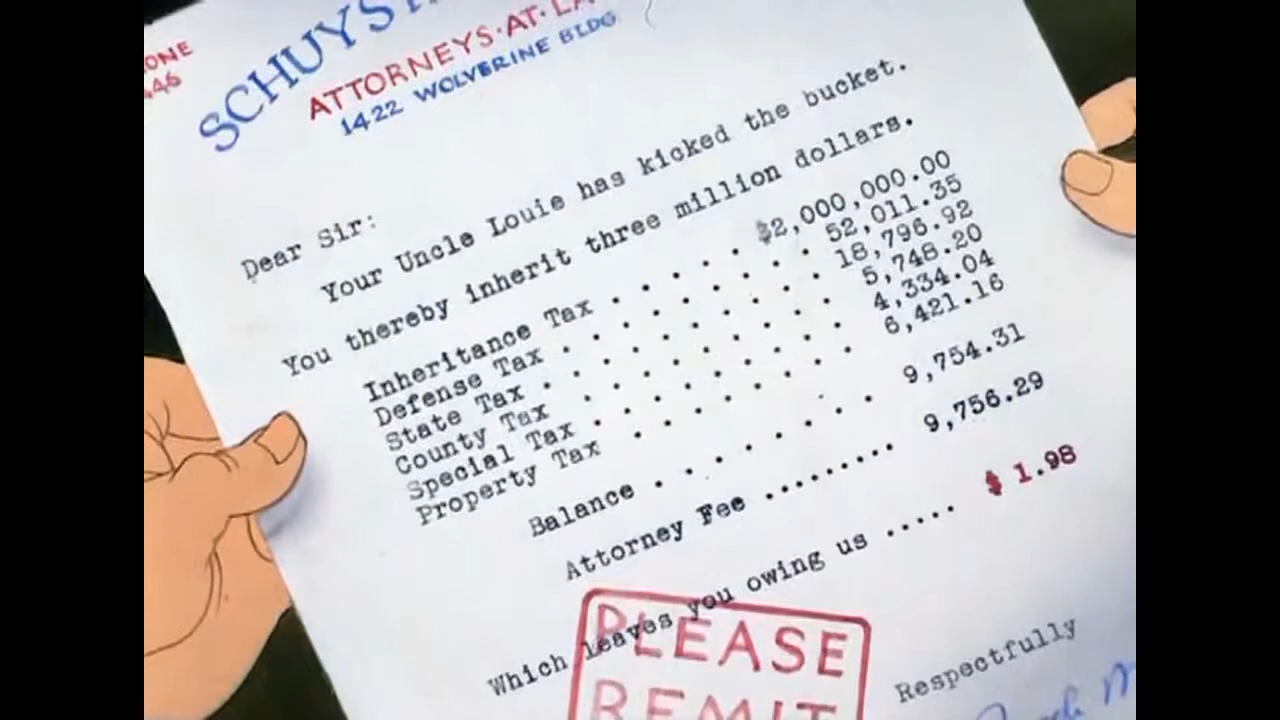 ONE
446
ATTORNEYS·AT·LA
1422 WOLVERINE BLDG
Dear Sir:
Your Uncle Louie has kicked the bucket.
You thereby inherit three million dollars.
Inheritance Tax . . . . . $2,000,000.00
Defense Tax . . . . . . . 52,011.35
State Tax . . . . . . . . 18,796.92
County Tax . . . . . . . 5,748.20
Special Tax . . . . . . . 4,334.04
Property Tax . . . . . . 6,421.16
Balance . . . . . . . . 9,754.31
Attorney Fee ......... 9,756.29
Which leaves you owing us ..... $ 1.98
PLEASE
REMIT
Respectfully